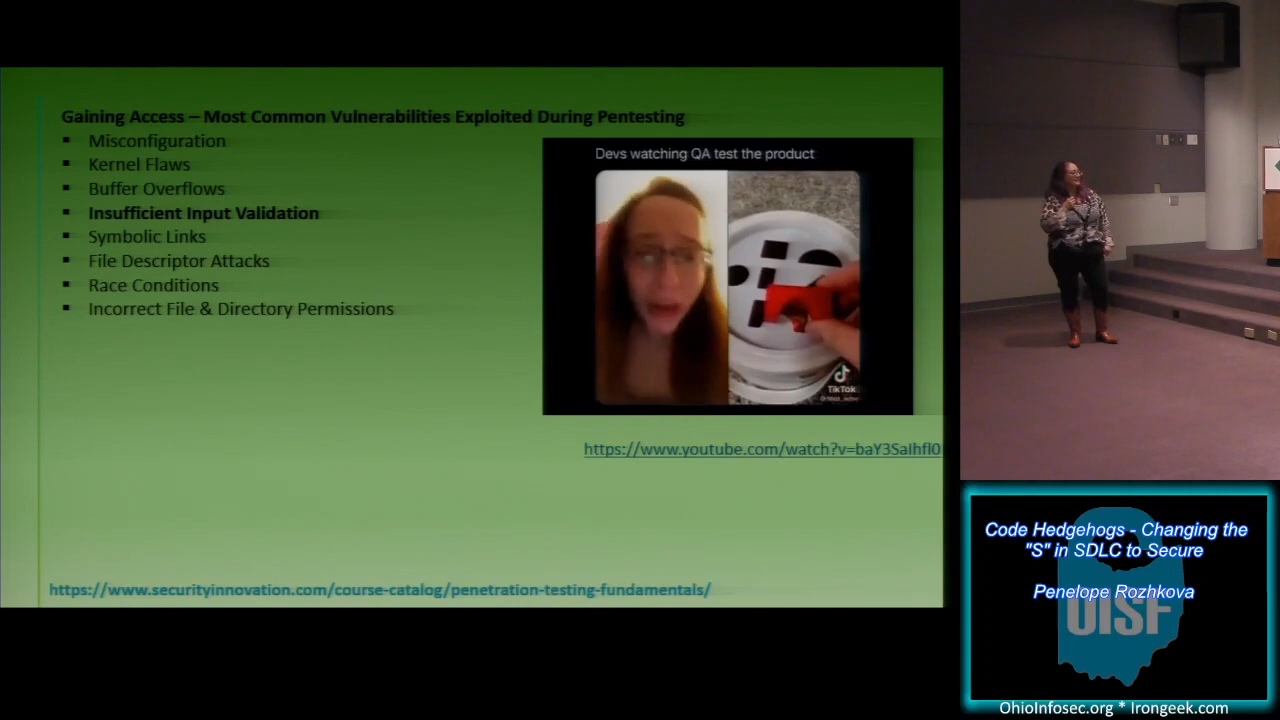 Gaining Access – Most Common Vulnerabilities Exploited During Pentesting
▪ Misconfiguration
▪ Kernel Flaws
▪ Buffer Overflows
▪ Insufficient Input Validation
▪ Symbolic Links
▪ File Descriptor Attacks
▪ Race Conditions
▪ Incorrect File & Directory Permissions
Devs watching QA test the product
TikTok
https://www.youtube.com/watch?v=baY3SaIhfl0
https://www.securityinnovation.com/course-catalog/penetration-testing-fundamentals/
Code Hedgehogs - Changing the
"S" in SDLC to Secure
Penelope Rozhkova
OISF
OhioInfosec.org * Irongeek.com